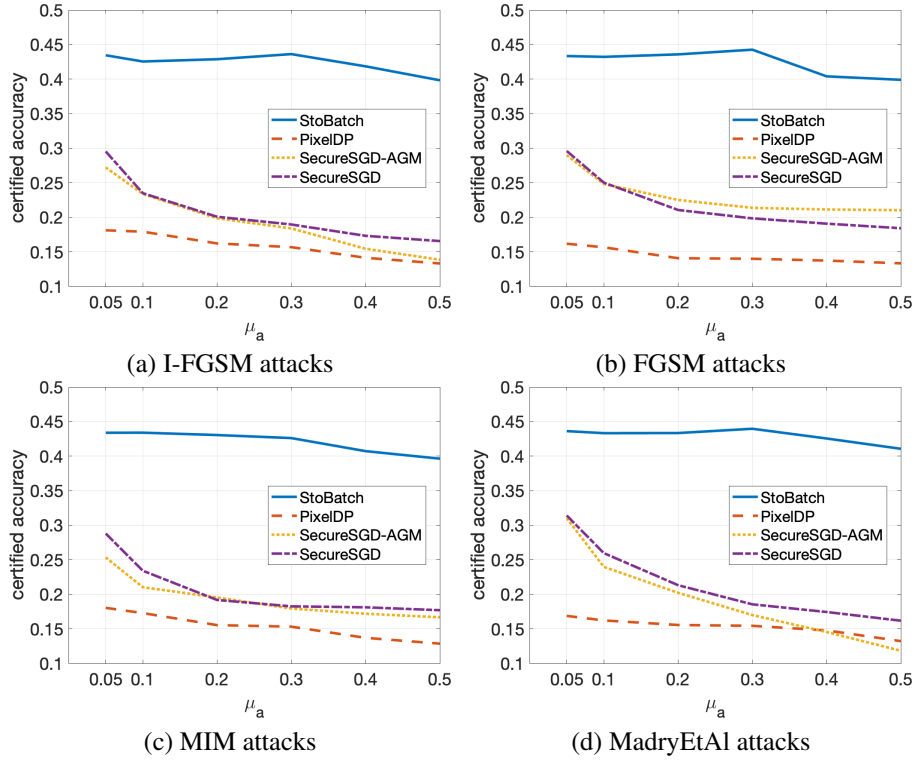 0.5 0.5
0.45 0.45
0.4 0.4
0.35 0.35
0.3 0.3
0.25 0.25
0.2 0.2
0.15 0.15
0.1 0.1
certified accuracy certified accuracy
StoBatch StoBatch
PixelDP PixelDP
SecureSGD-AGM SecureSGD-AGM
SecureSGD SecureSGD
0.05 0.1 0.2 0.3 0.4 0.5 0.05 0.1 0.2 0.3 0.4 0.5
μa μa
(a) I-FGSM attacks (b) FGSM attacks
0.5 0.5
0.45 0.45
0.4 0.4
0.35 0.35
0.3 0.3
0.25 0.25
0.2 0.2
0.15 0.15
0.1 0.1
certified accuracy certified accuracy
StoBatch StoBatch
PixelDP PixelDP
SecureSGD-AGM SecureSGD-AGM
SecureSGD SecureSGD
0.05 0.1 0.2 0.3 0.4 0.5 0.05 0.1 0.2 0.3 0.4 0.5
μa μa
(c) MIM attacks (d) MadryEtAl attacks